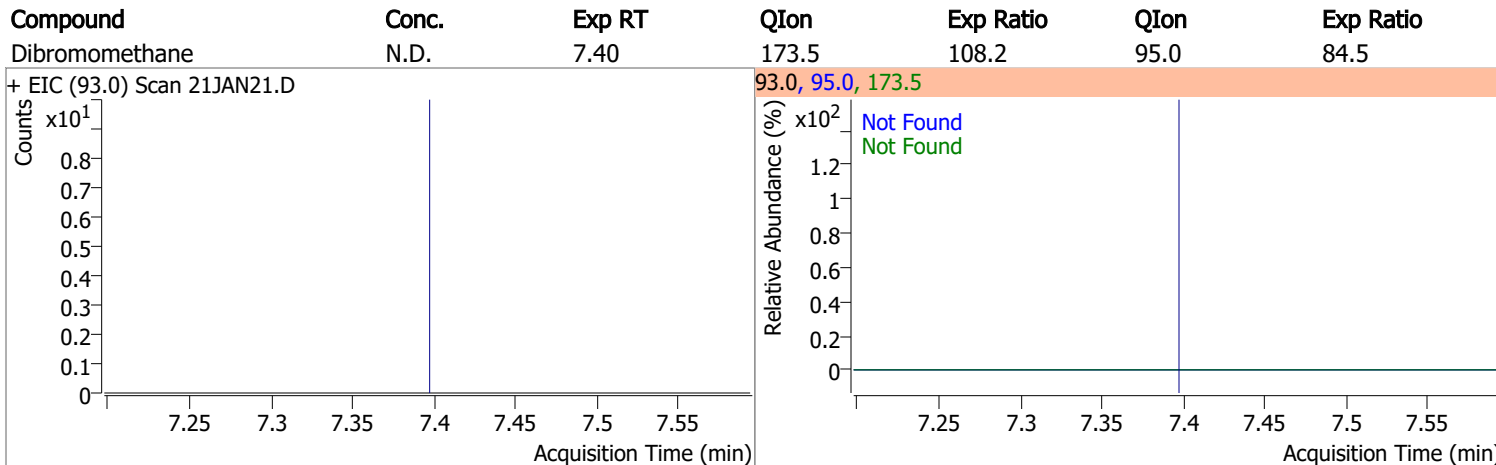 Compound Conc. Exp RT QIon Exp Ratio QIon Exp Ratio
Dibromomethane N.D. 7.40 173.5 108.2 95.0 84.5
+ EIC (93.0) Scan 21JAN21.D
Counts
x10¹
0.8
0.7
0.6
0.5
0.4
0.3
0.2
0.1
0
7.25 7.3 7.35 7.4 7.45 7.5 7.55
Acquisition Time (min)
93.0, 95.0, 173.5
Relative Abundance (%)
x10²
Not Found
Not Found
1.2
1
0.8
0.6
0.4
0.2
0
7.25 7.3 7.35 7.4 7.45 7.5 7.55
Acquisition Time (min)